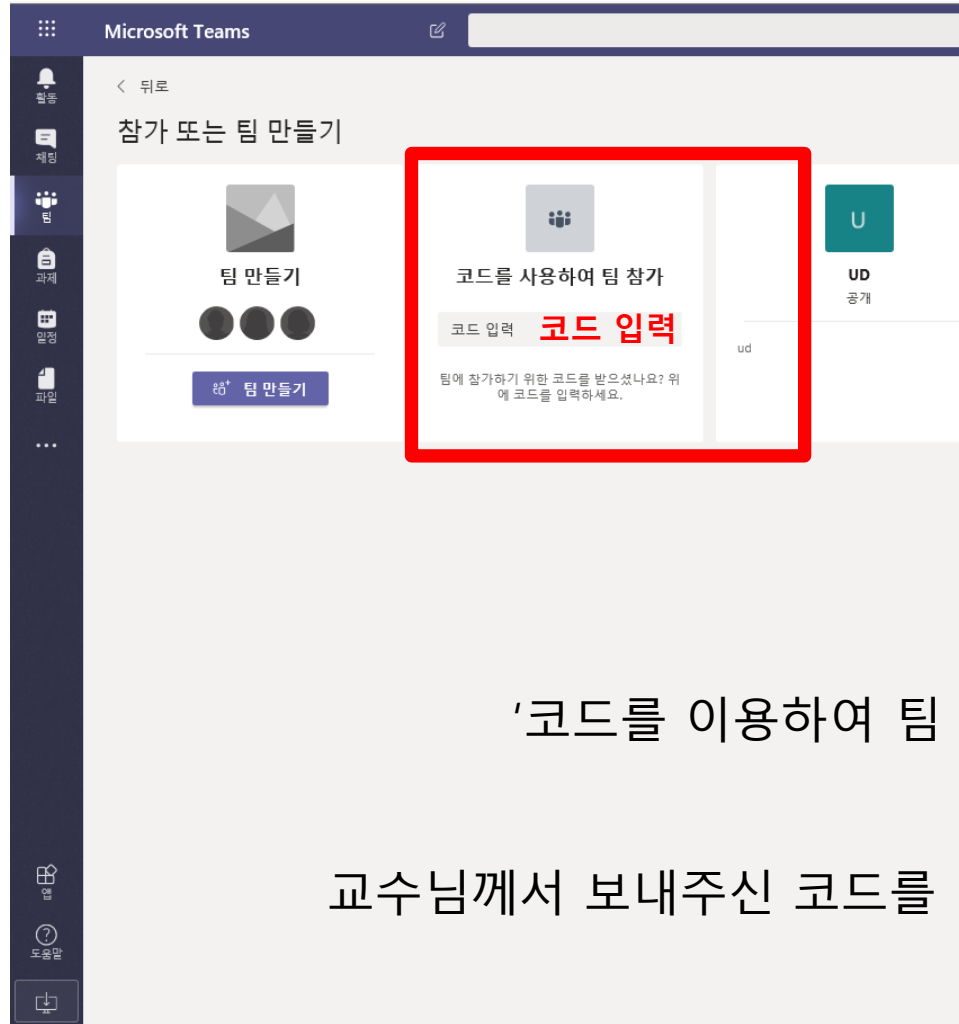 Microsoft Teams
활동
채팅
팀
과제
일정
파일
앱
도움말
뒤로
참가 또는 팀 만들기
팀 만들기
팀 만들기
코드를 사용하여 팀 참가
코드 입력 코드 입력
팀에 참가하기 위한 코드를 받으셨나요? 위
에 코드를 입력하세요.
U
UD
공개
ud
'코드를 이용하여 팀
교수님께서 보내주신 코드를